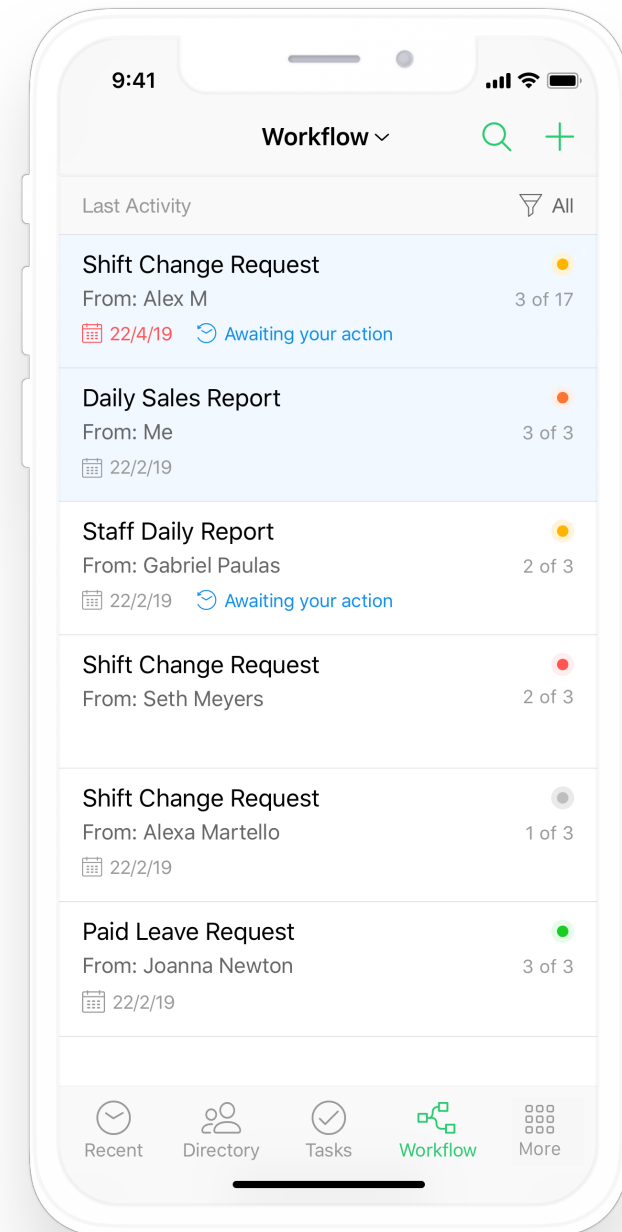 9:41
Workflow
Last Activity All
Shift Change Request
From: Alex M 3 of 17
22/4/19 Awaiting your action
Daily Sales Report
From: Me 3 of 3
22/2/19
Staff Daily Report
From: Gabriel Paulas 2 of 3
22/2/19 Awaiting your action
Shift Change Request
From: Seth Meyers 2 of 3
Shift Change Request
From: Alexa Martello 1 of 3
22/2/19
Paid Leave Request
From: Joanna Newton 3 of 3
22/2/19
Recent Directory Tasks Workflow More